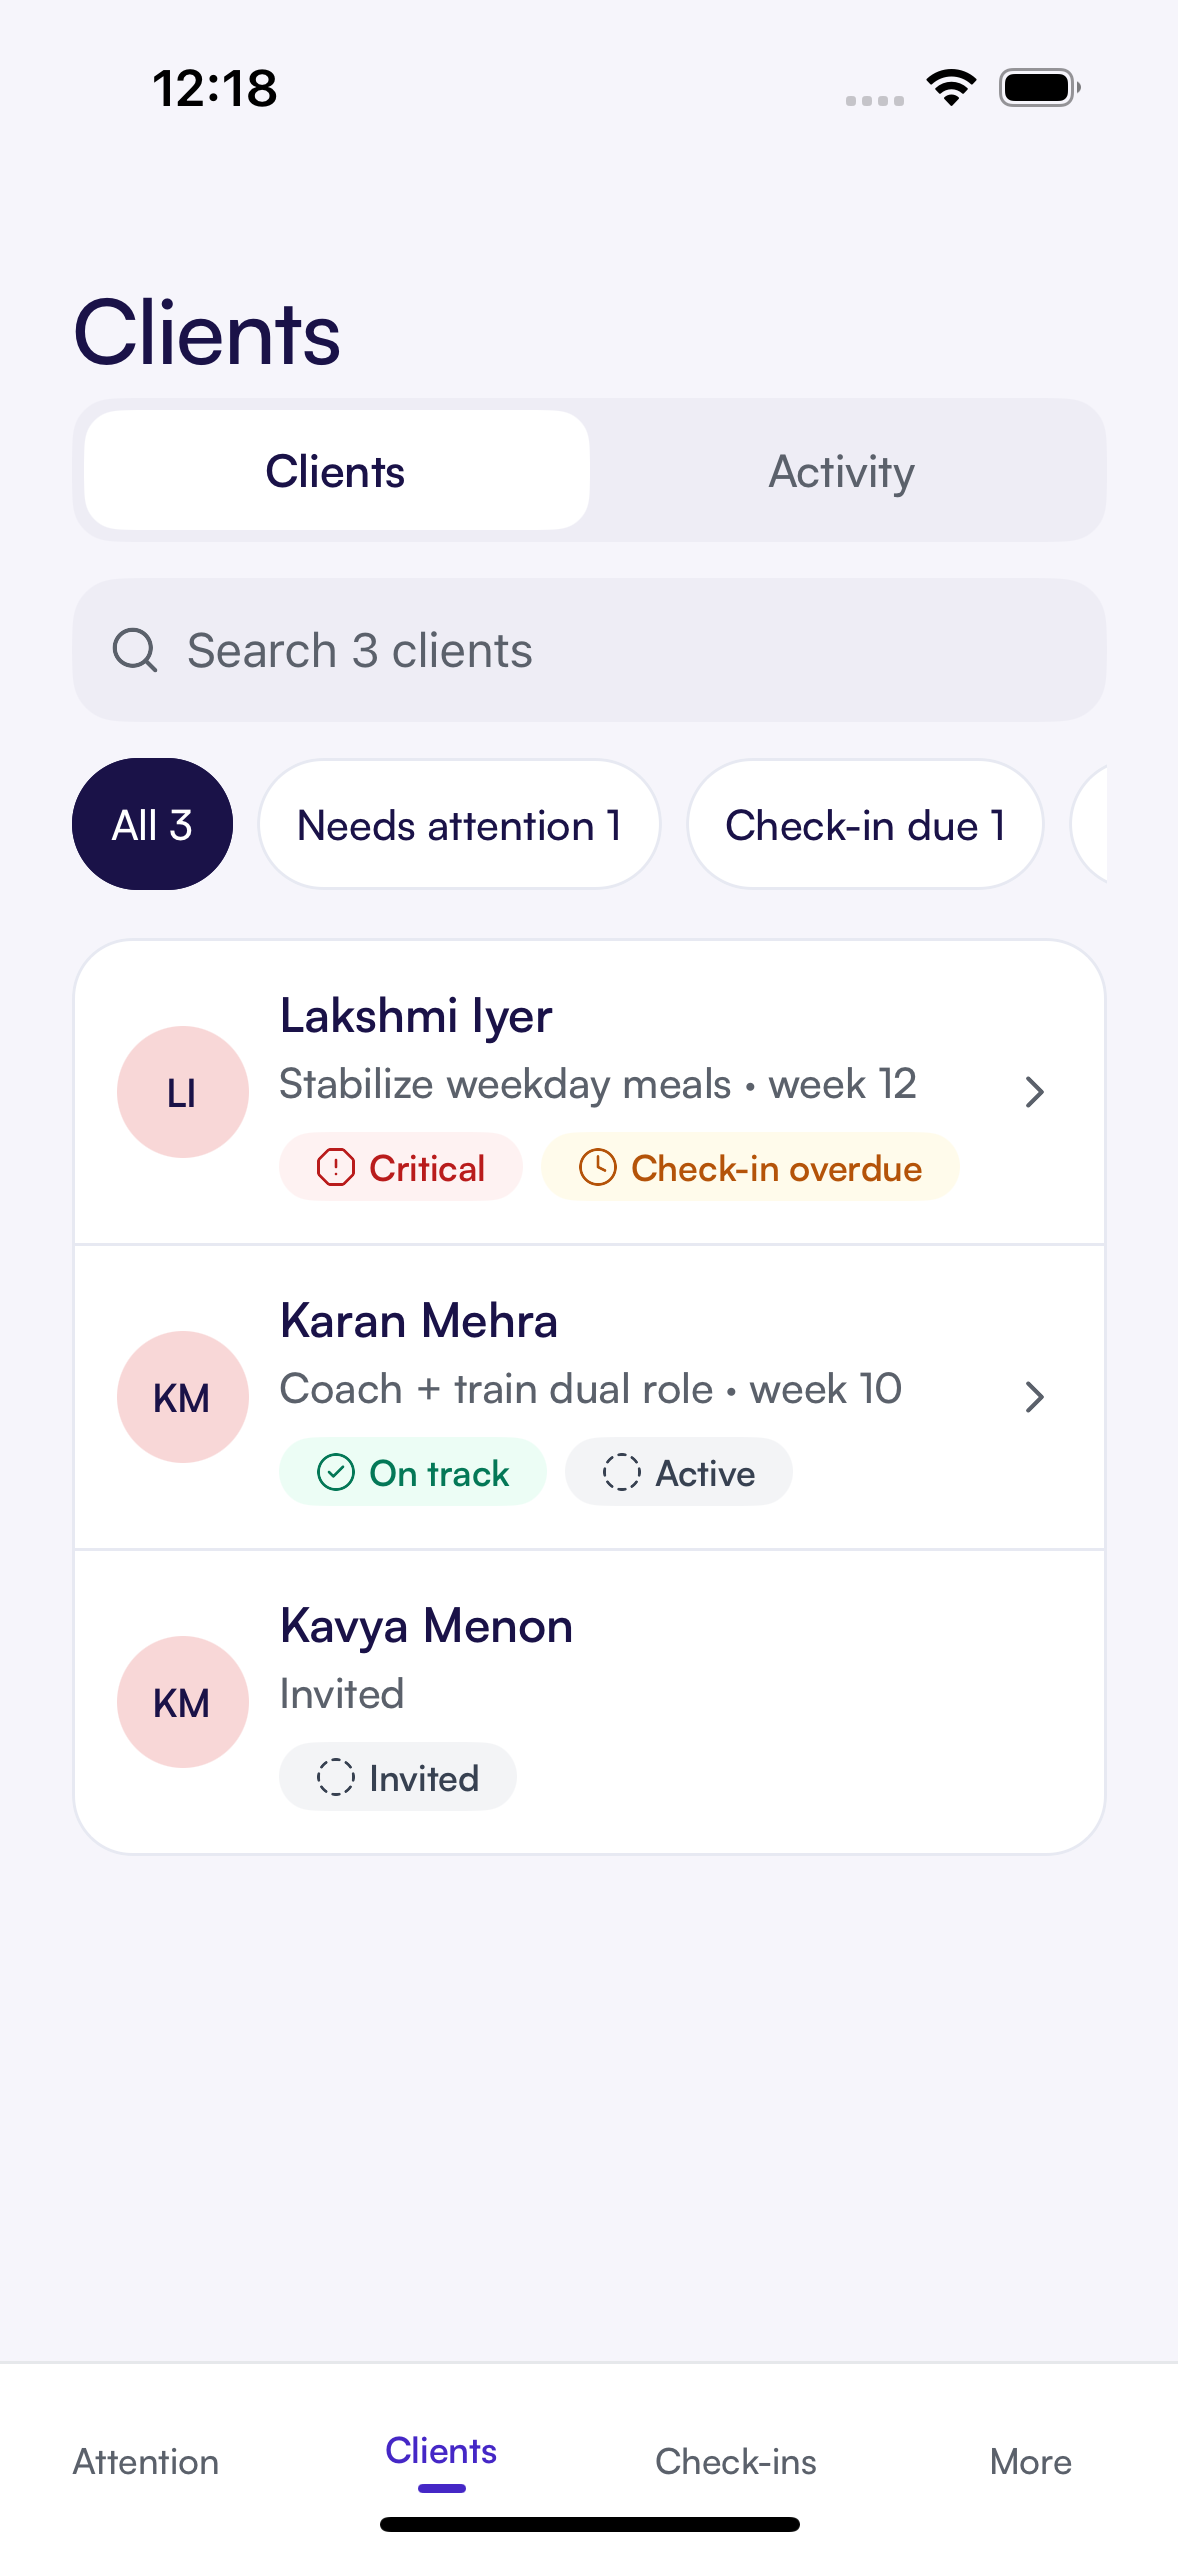 12:18
Clients
Clients
Activity
Search 3 clients
All 3
Needs attention 1
Check-in due 1
LI
Lakshmi Iyer
Stabilize weekday meals · week 12
Critical
Check-in overdue
KM
Karan Mehra
Coach + train dual role · week 10
On track
Active
KM
Kavya Menon
Invited
Invited
Attention
Clients
Check-ins
More